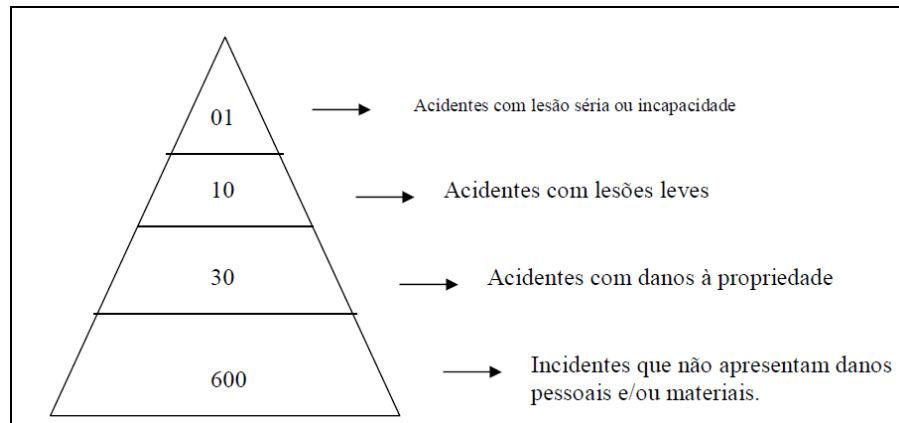 01
Acidentes com lesão séria ou incapacidade
10
Acidentes com lesões leves
30
Acidentes com danos à propriedade
600
Incidentes que não apresentam danos
pessoais e/ou materiais.